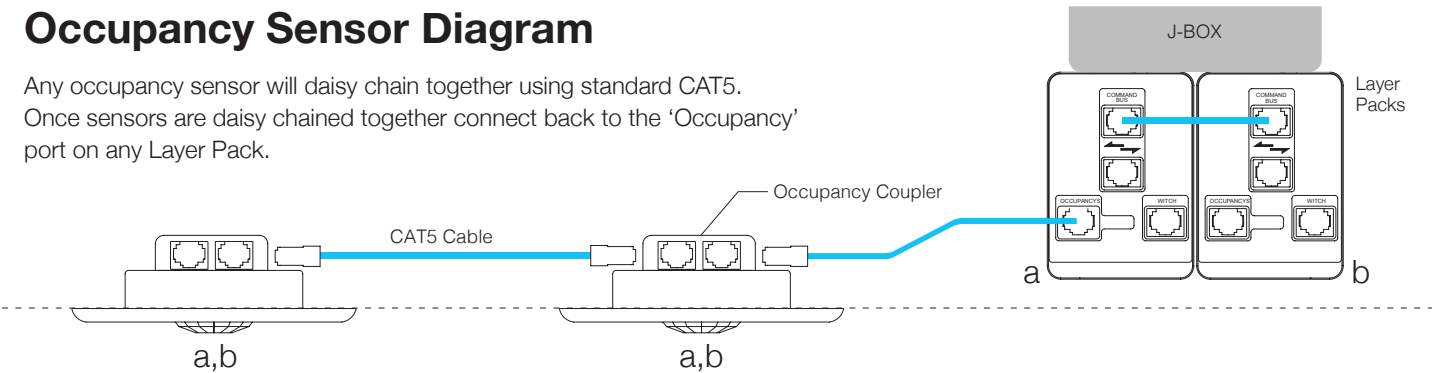 Occupancy Sensor Diagram
Any occupancy sensor will daisy chain together using standard CAT5.
Once sensors are daisy chained together connect back to the ‘Occupancy’
port on any Layer Pack.
J-BOX
Layer
Packs
COMMAND
BUS
COMMAND
BUS
OCCUPANCYS
WITCH
OCCUPANCYS
WITCH
Occupancy Coupler
CAT5 Cable
a
b
a,b
a,b